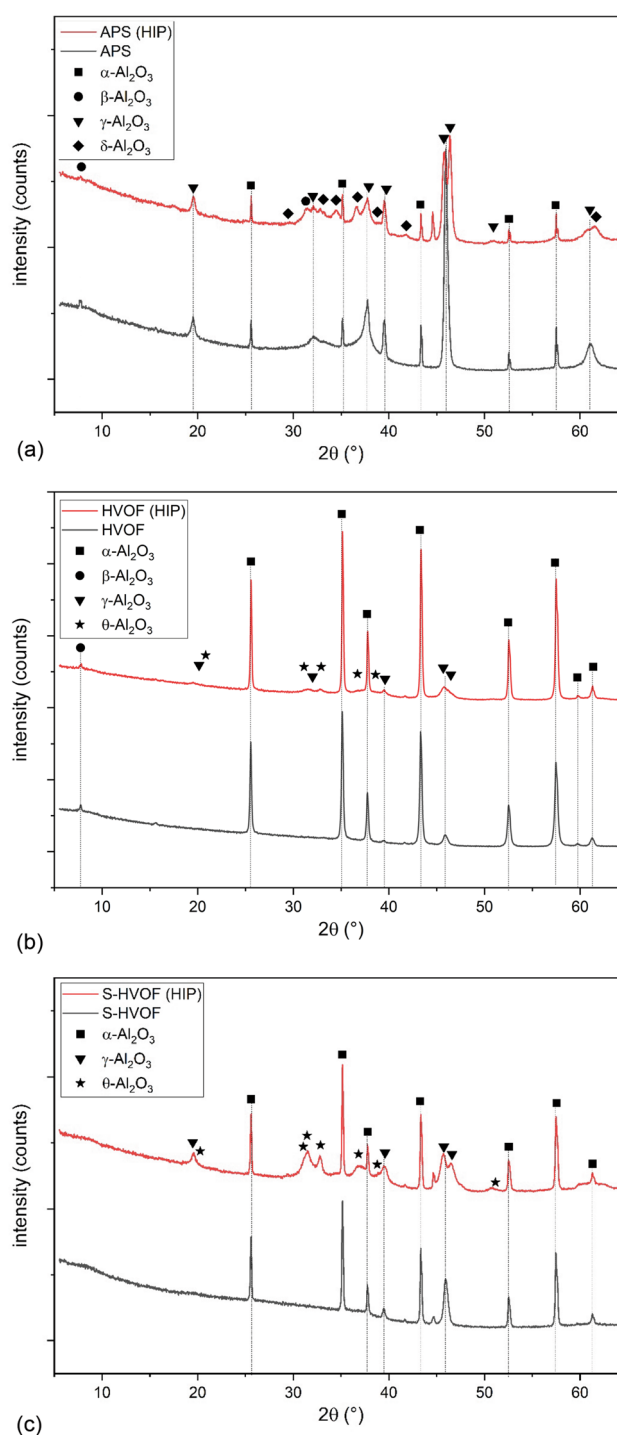 APS (HIP)
APS
α-Al₂O₃
β-Al₂O₃
γ-Al₂O₃
δ-Al₂O₃
intensity (counts)
10 20 30 40 50 60
2θ (°)
(a)
HVOF (HIP)
HVOF
α-Al₂O₃
β-Al₂O₃
γ-Al₂O₃
θ-Al₂O₃
intensity (counts)
10 20 30 40 50 60
2θ (°)
(b)
S-HVOF (HIP)
S-HVOF
α-Al₂O₃
γ-Al₂O₃
θ-Al₂O₃
intensity (counts)
10 20 30 40 50 60
2θ (°)
(c)